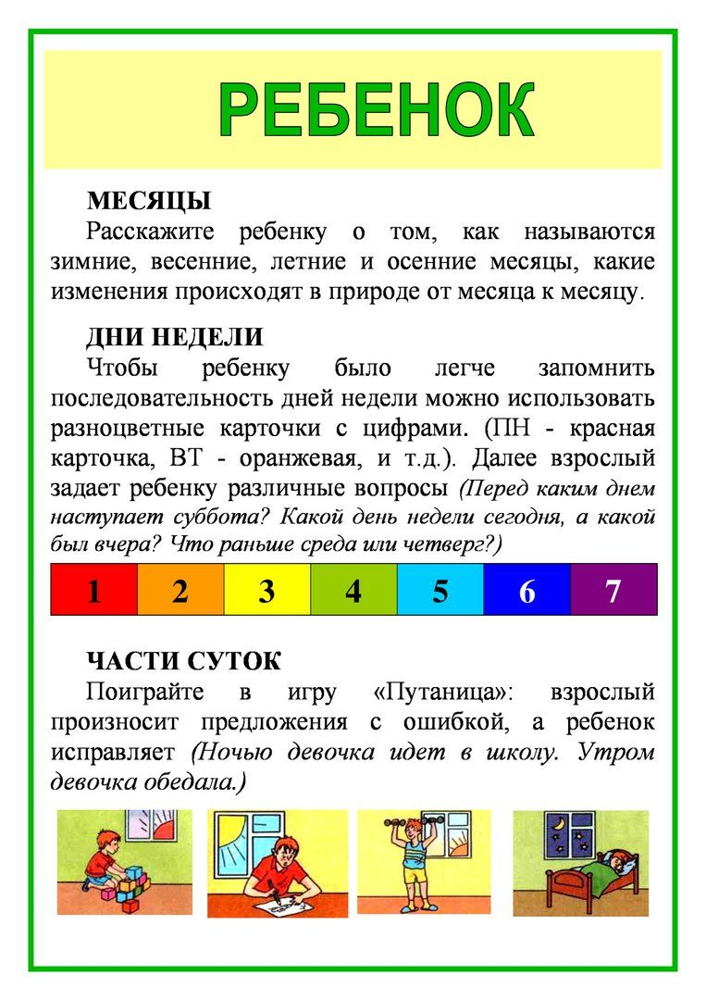 РЕБЕНОК
МЕСЯЦЫ
Расскажите ребенку о том, как называются
зимние, весенние, летние и осенние месяцы, какие
изменения происходят в природе от месяца к месяцу.
ДНИ НЕДЕЛИ
Чтобы ребенку было легче запомнить
последовательность дней недели можно использовать
разноцветные карточки с цифрами. (ПН - красная
карточка, ВТ - оранжевая, и т.д.). Далее взрослый
задает ребенку различные вопросы (Перед каким днем
наступает суббота? Какой день недели сегодня, а какой
был вчера? Что раньше среда или четверг?)
1 2 3 4 5 6 7
ЧАСТИ СУТОК
Поиграйте в игру «Путаница»: взрослый
произносит предложения с ошибкой, а ребенок
исправляет (Ночью девочка идет в школу. Утром
девочка обедала.)